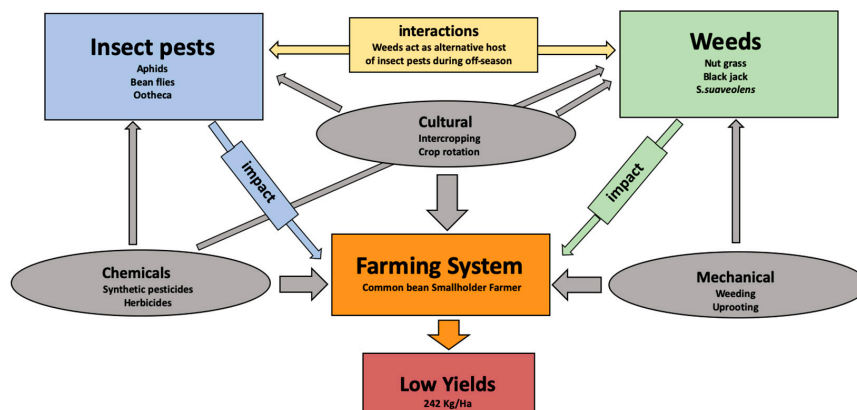 Insect pests
Aphids
Bean flies
Ootheca
interactions
Weeds act as alternative host
of insect pests during off-season
Weeds
Nut grass
Black jack
S.suaveolens
Cultural
Intercropping
Crop rotation
impact
impact
Chemicals
Synthetic pesticides
Herbicides
Farming System
Common bean Smallholder Farmer
Mechanical
Weeding
Uprooting
Low Yields
242 Kg/Ha